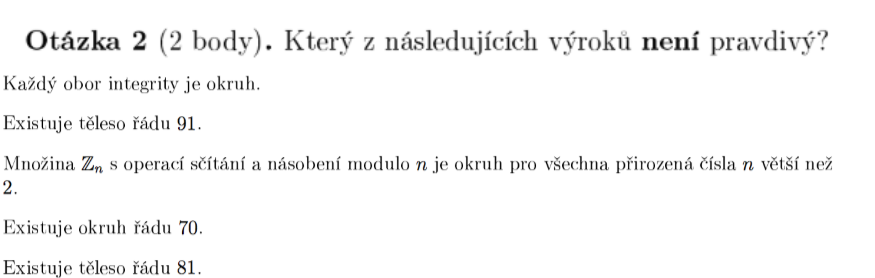 Otázka 2 (2 body). Který z následujících výroků není pravdivý?
Každý obor integrity je okruh.
Existuje těleso řádu 91.
Množina ℤₙ s operací sčítání a násobení modulo n je okruh pro všechna přirozená čísla n větší než
2.
Existuje okruh řádu 70.
Existuje těleso řádu 81.